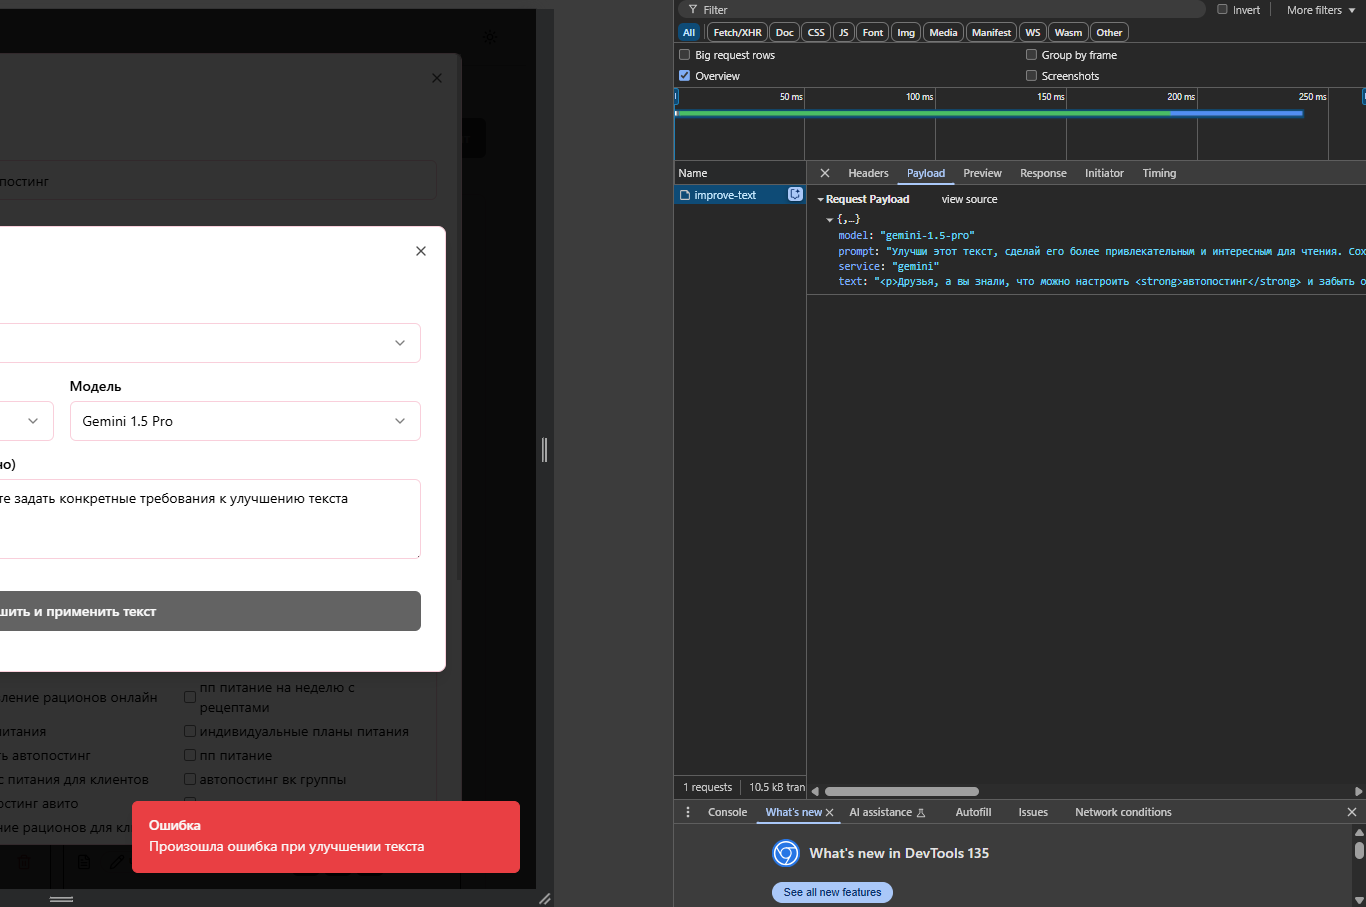 Filter
Invert
More filters
All
Fetch/XHR
Doc
CSS
JS
Font
Img
Media
Manifest
WS
Wasm
Other
Big request rows
Group by frame
Overview
Screenshots
50 ms
100 ms
150 ms
200 ms
250 ms
Name
Headers
Payload
Preview
Response
Initiator
Timing
improve-text
Request Payload
view source
{,…}
model: "gemini-1.5-pro"
prompt: "Улучши этот текст, сделай его более привлекательным и интересным для чтения. Сох
service: "gemini"
text: "<p>Друзья, а вы знали, что можно настроить <strong>автопостинг</strong> и забыть о
1 requests
10.5 kB tran
Console
What's new
AI assistance
Autofill
Issues
Network conditions
What's new in DevTools 135
See all new features
постинг
Модель
Gemini 1.5 Pro
но)
те задать конкретные требования к улучшению текста
шить и применить текст
ление рационов онлайн
пп питание на неделю с
рецептами
питания
индивидуальные планы питания
ть автопостинг
пп питание
с питания для клиентов
автопостинг вк группы
остинг авито
ние рационов для кл
Ошибка
Произошла ошибка при улучшении текста